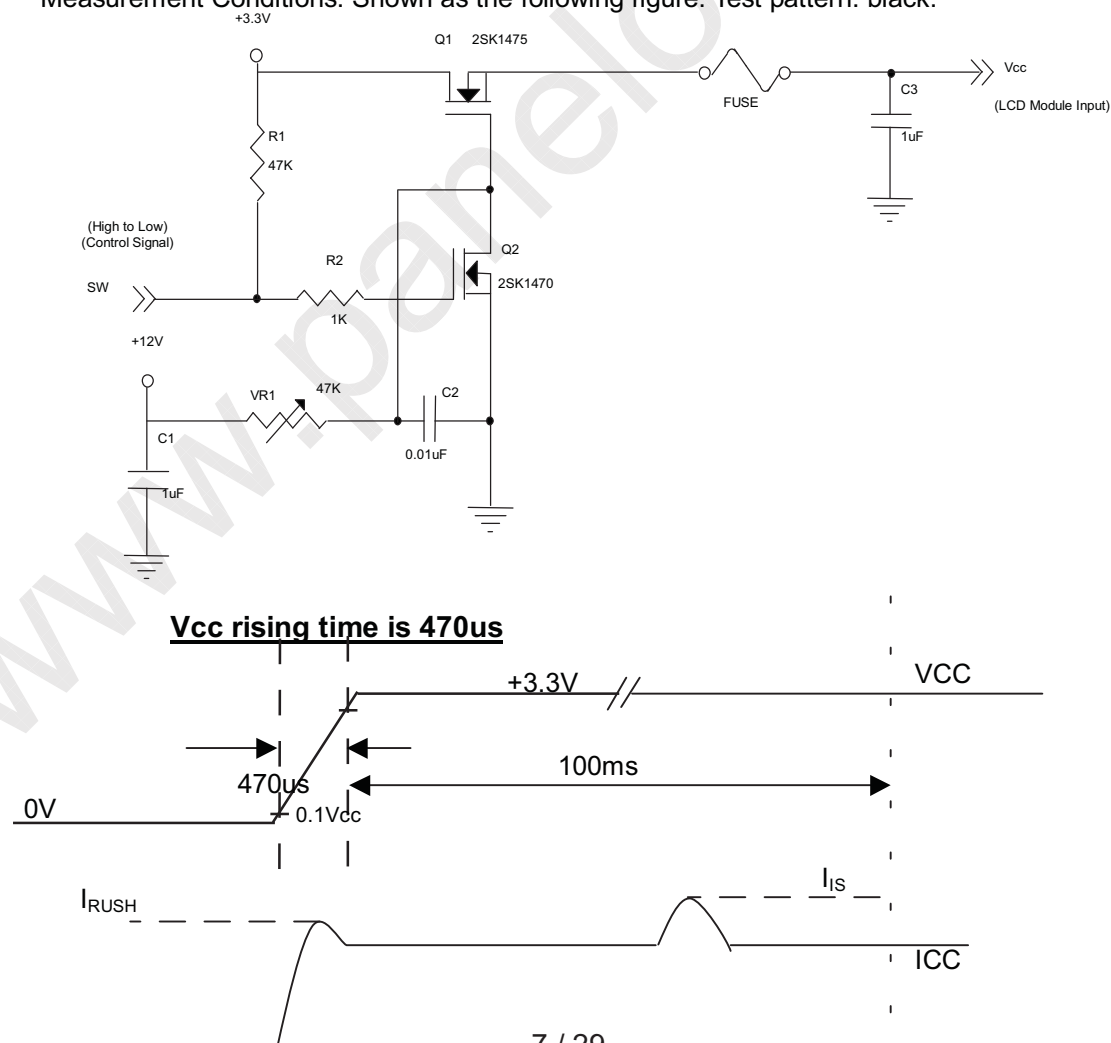 Measurement Conditions: Shown as the following figure. Test pattern: black.
+3.3V
Q1 2SK1475
Vcc
FUSE
C3
(LCD Module Input)
1uF
R1
47K
(High to Low)
(Control Signal)
Q2
R2
SW
2SK1470
1K
+12V
47K
VR1
C2
C1
0.01uF
1uF
Vcc rising time is 470us
+3.3V
VCC
470us
100ms
0V
0.1Vcc
IRUSH
IIS
ICC
7 / 29
www.panelo